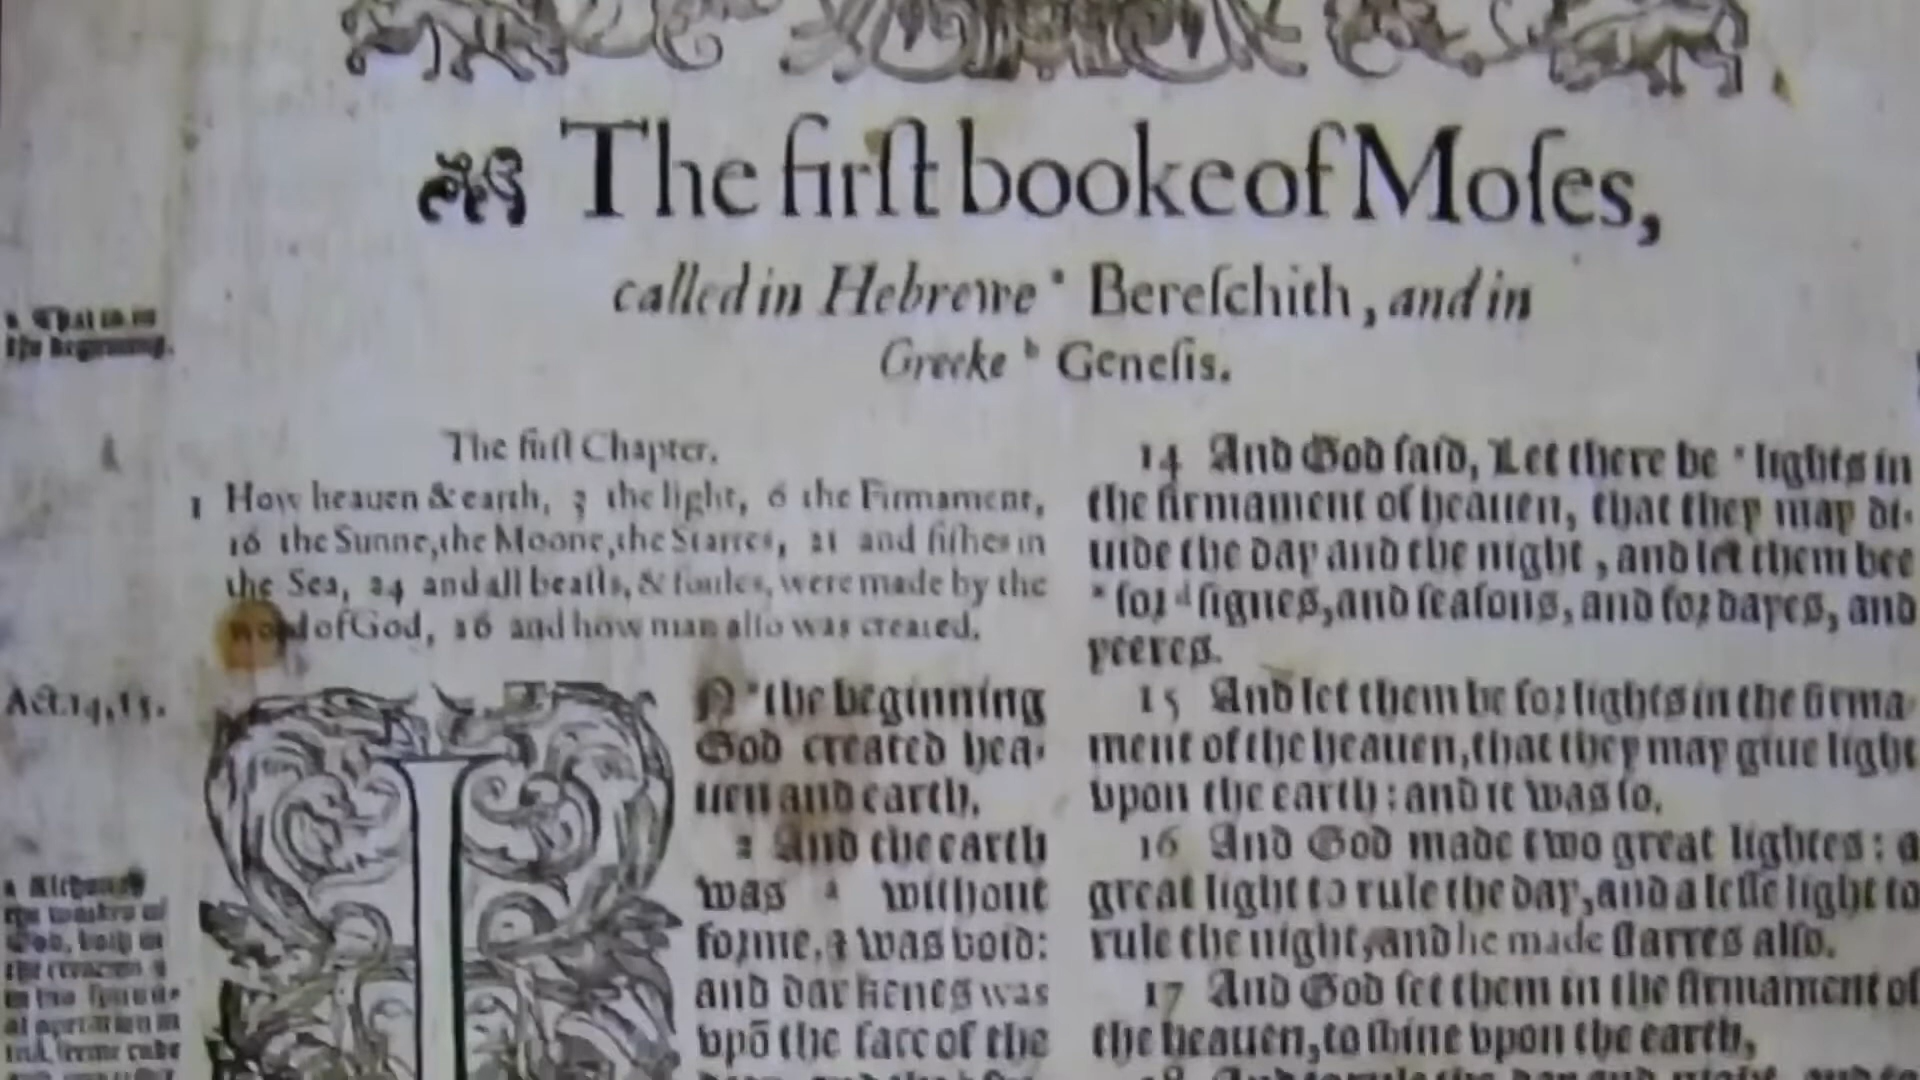 The firſt booke of Moſes,
called in Hebrewe a Bereſchith, and in
Greeke b Geneſis.
the beginning.
The firſt Chapter.
1 How heauen & earth, 3 the light, 6 the Firmament,
16 the Sunne, the Moone, the Starres, 21 and fiſhes in
the Sea, 24 and all beaſts, & foules, were made by the
word of God, 26 and how man alſo was created.
Act.14,15.
IN the beginning
God created hea-
uen and earth.
2 And the earth
was a without
forme, & was void:
and darkenes was
vpō the face of the
14 And God ſaid, Let there be lights in
the firmament of heauen, that they may di-
uide the day and the night, and let them bee
for d ſignes, and ſeaſons, and for dayes, and
yeeres.
15 And let them be for lights in the firma-
ment of the heauen, that they may giue light
vpon the earth: and it was ſo.
16 And God made two great lightes: a
great light to rule the day, and a leſſe light to
rule the night, and he made ſtarres alſo.
17 And God ſet them in the firmament of
the heauen, to ſhine vpon the earth,